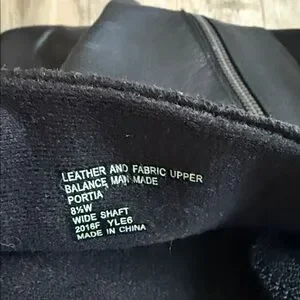 LEATHER AND FABRIC UPPER
BALANCE MAN MADE
PORTIA
8½W
WIDE SHAFT
2016F YLE6
MADE IN CHINA